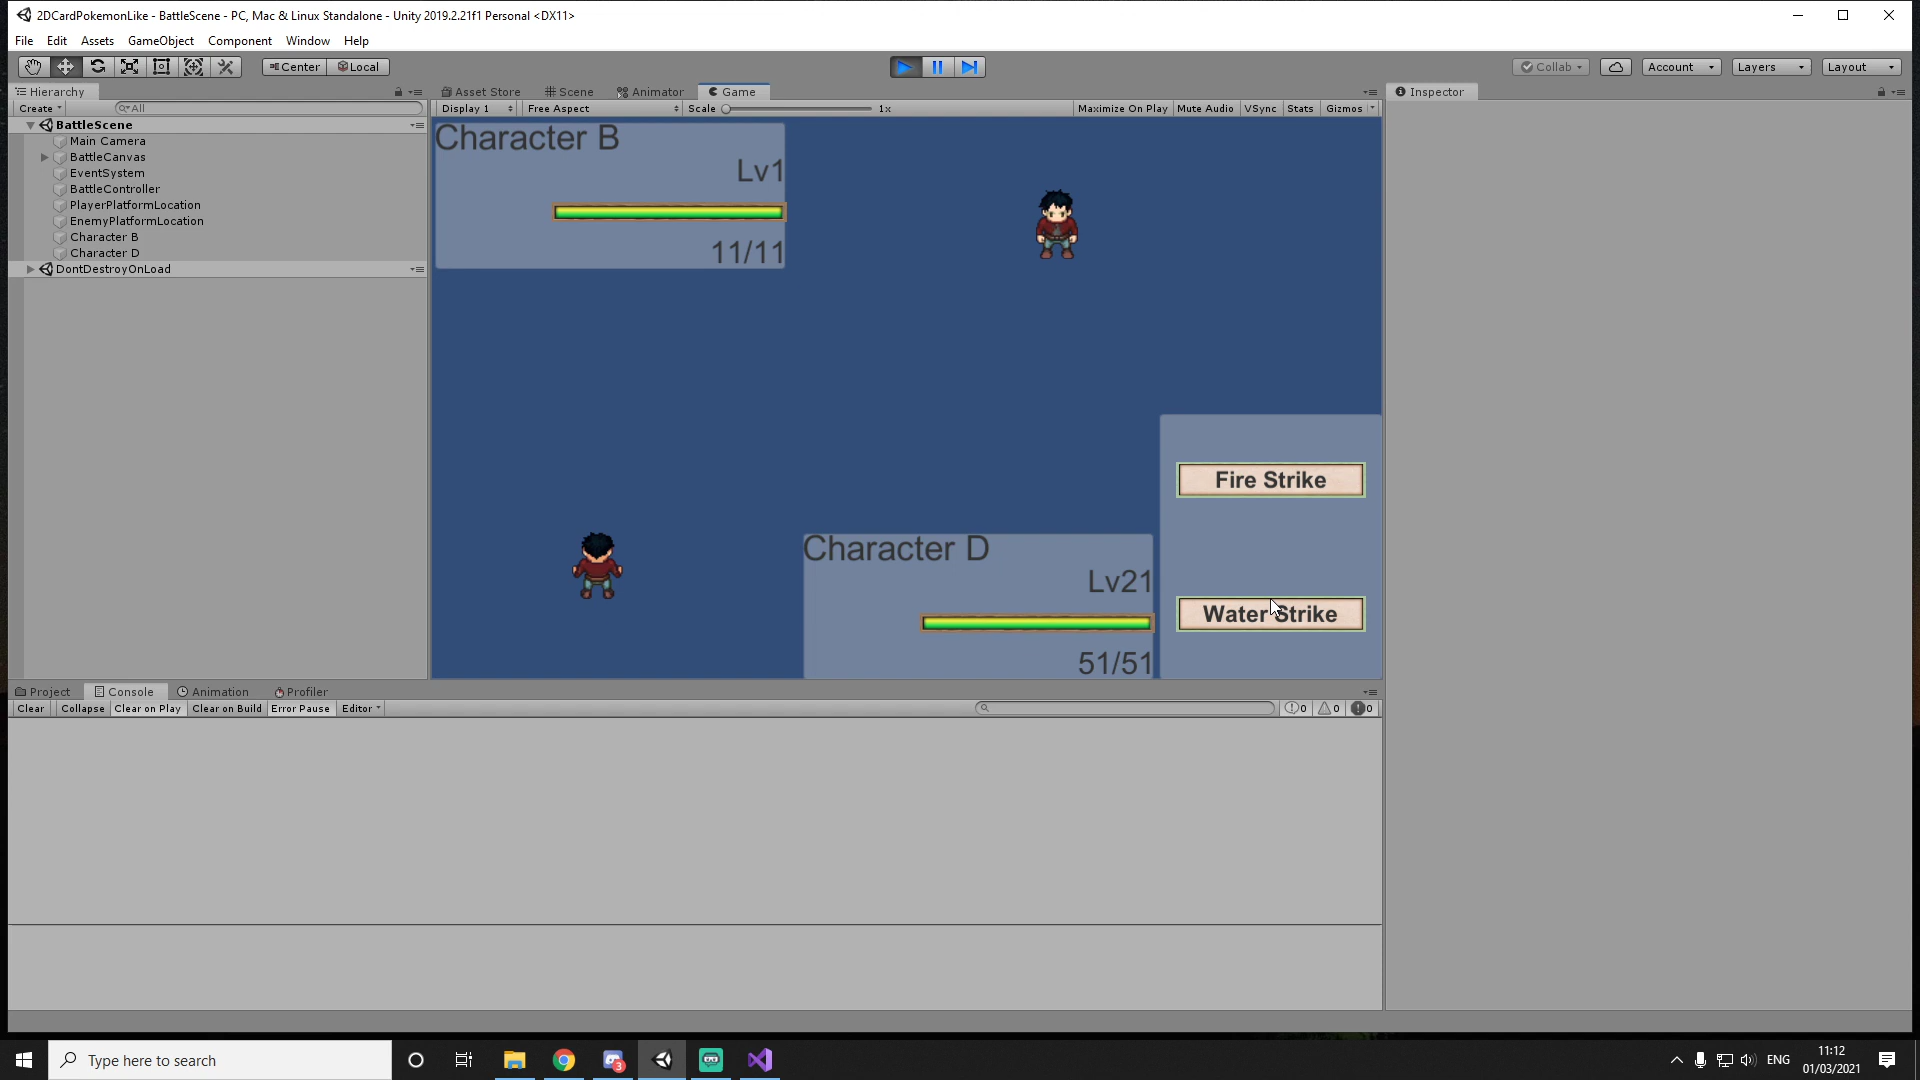 2DCardPokemonLike - BattleScene - PC, Mac & Linux Standalone - Unity 2019.2.21f1 Personal <DX11>
File Edit Assets GameObject Component Window Help
Center Local
Collab Account Layers Layout
Hierarchy
Create All
BattleScene
Main Camera
BattleCanvas
EventSystem
BattleController
PlayerPlatformLocation
EnemyPlatformLocation
Character B
Character D
DontDestroyOnLoad
Asset Store Scene Animator Game
Display 1 Free Aspect Scale 1x Maximize On Play Mute Audio VSync Stats Gizmos
Character B
Lv1
11/11
Fire Strike
Water Strike
Character D
Lv21
51/51
Inspector
Project Console Animation Profiler
Clear Collapse Clear on Play Clear on Build Error Pause Editor 0 0 0
Type here to search
3
ENG
11:12
01/03/2021